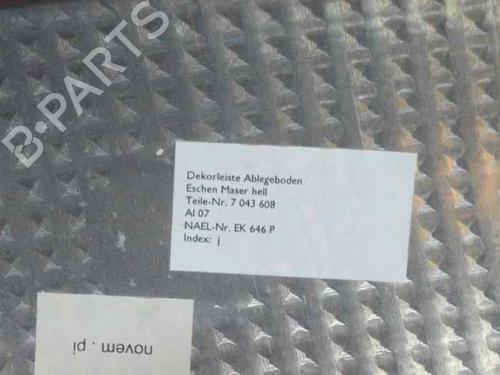 B-PARTS
Dekorleiste Ablegeboden
Eschen Maser hell
Teile-Nr. 7 043 608
AI 07
NAEL-Nr. EK 646 P
Index: j
novem . pi